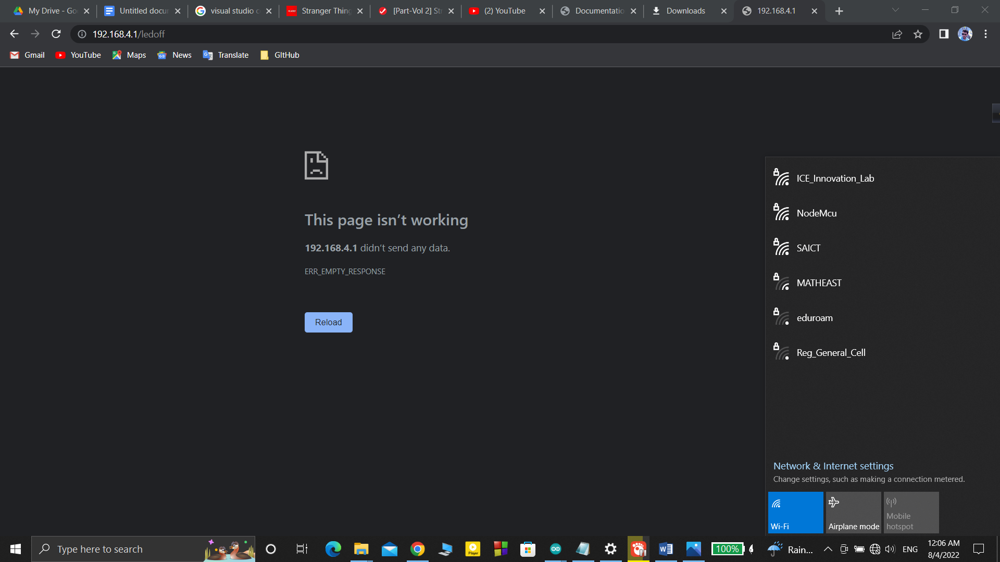 My Drive - Go
Untitled docu
visual studio c
Stranger Thing
[Part-Vol 2] St
(2) YouTube
Documentatio
Downloads
192.168.4.1
192.168.4.1/ledoff
Gmail
YouTube
Maps
News
Translate
GItHub
This page isn’t working
192.168.4.1 didn’t send any data.
ERR_EMPTY_RESPONSE
Reload
ICE_Innovation_Lab
NodeMcu
SAICT
MATHEAST
eduroam
Reg_General_Cell
Network & Internet settings
Change settings, such as making a connection metered.
Wi-Fi
Airplane mode
Mobile
hotspot
Type here to search
Player
100%
Rain...
ENG
12:06 AM
8/4/2022